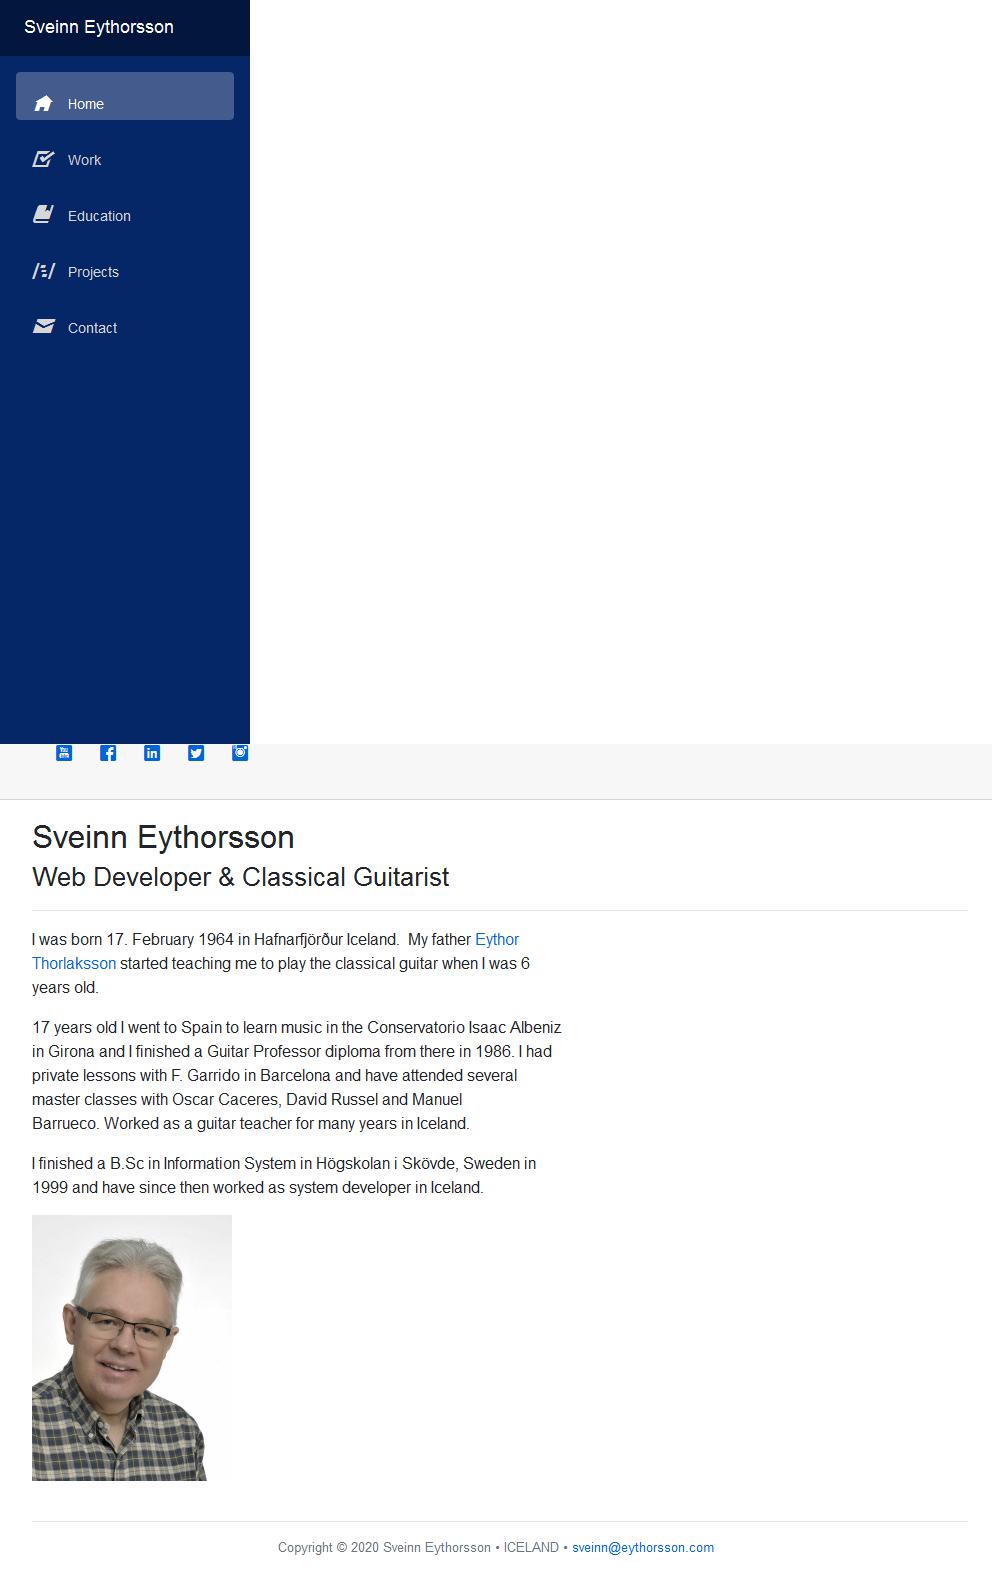 Sveinn Eythorsson
Home
Work
Education
Projects
Contact
Sveinn Eythorsson
Web Developer & Classical Guitarist
I was born 17. February 1964 in Hafnarfjörður Iceland.  My father Eythor
Thorlaksson started teaching me to play the classical guitar when I was 6
years old.
17 years old I went to Spain to learn music in the Conservatorio Isaac Albeniz
in Girona and I finished a Guitar Professor diploma from there in 1986. I had
private lessons with F. Garrido in Barcelona and have attended several
master classes with Oscar Caceres, David Russel and Manuel
Barrueco. Worked as a guitar teacher for many years in Iceland.
I finished a B.Sc in Information System in Högskolan i Skövde, Sweden in
1999 and have since then worked as system developer in Iceland.
Copyright © 2020 Sveinn Eythorsson • ICELAND • sveinn@eythorsson.com